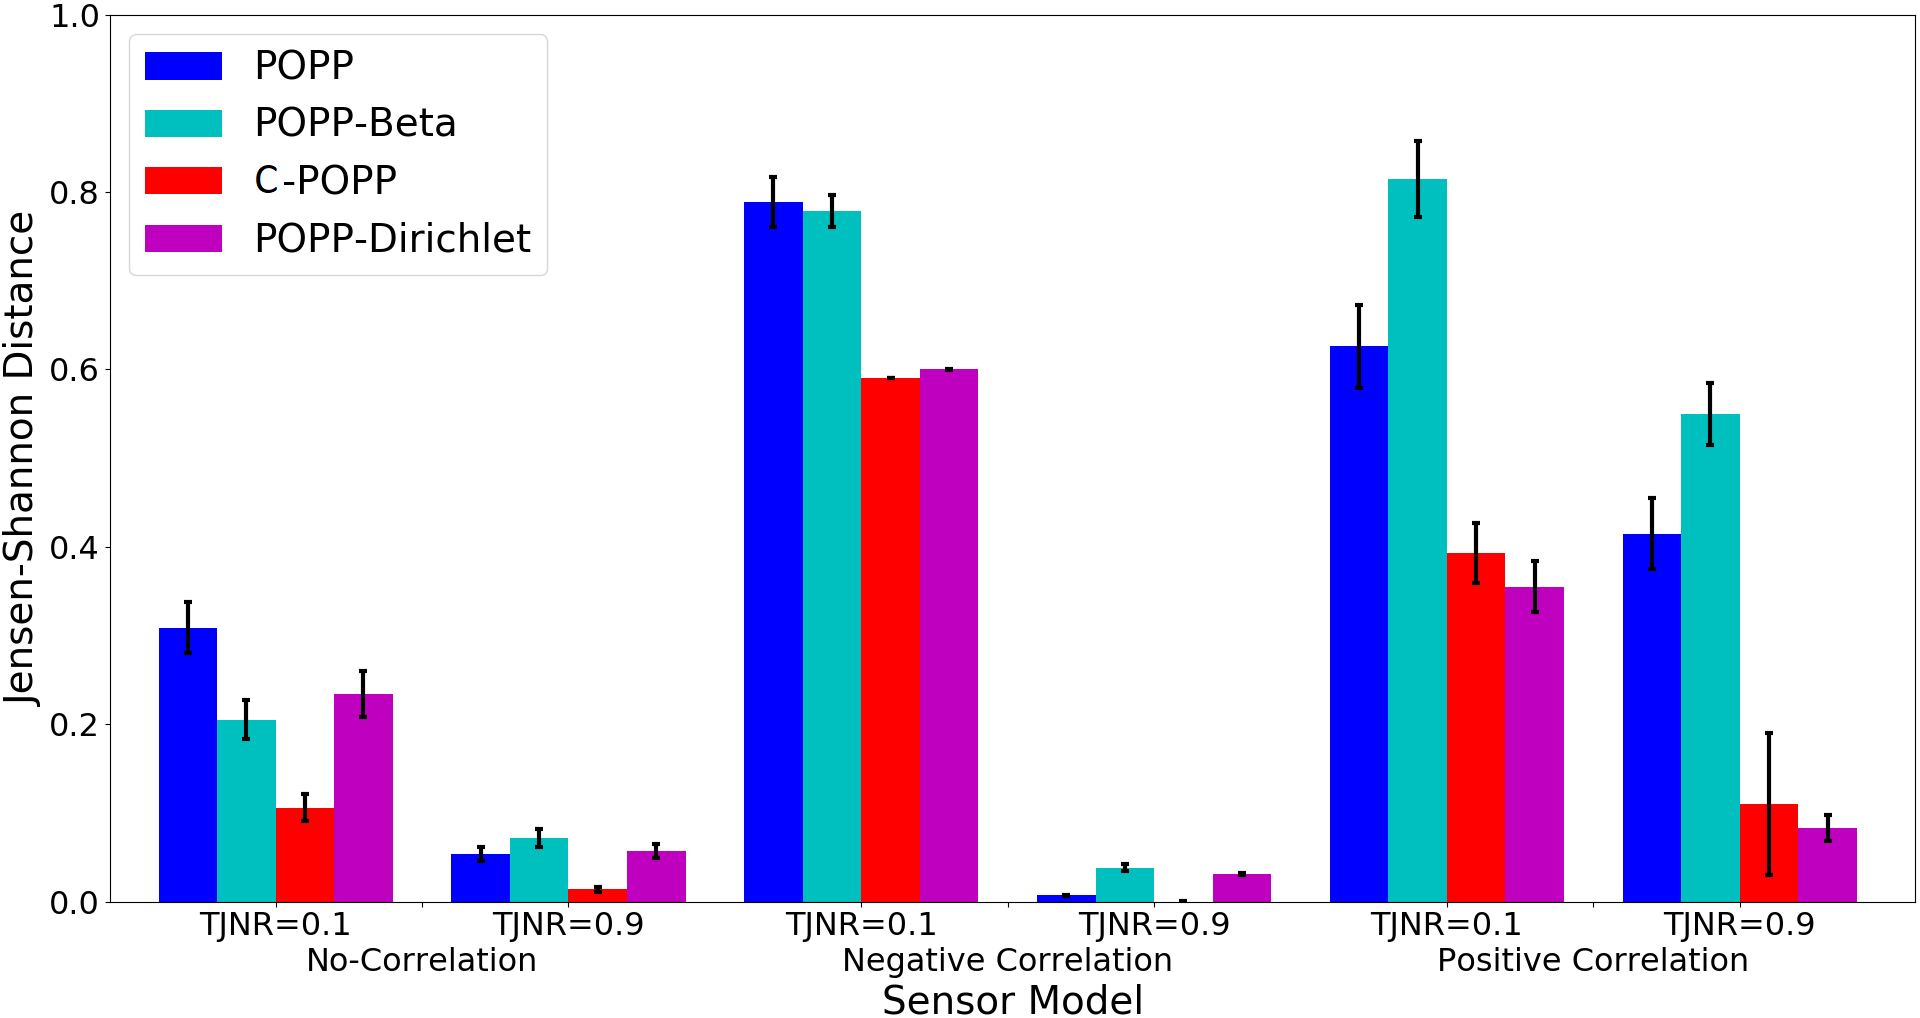 1.0
0.8
0.6
0.4
0.2
0.0
Jensen-Shannon Distance
POPP
POPP-Beta
C-POPP
POPP-Dirichlet
TJNR=0.1 TJNR=0.9 TJNR=0.1 TJNR=0.9 TJNR=0.1 TJNR=0.9
No-Correlation Negative Correlation Positive Correlation
Sensor Model